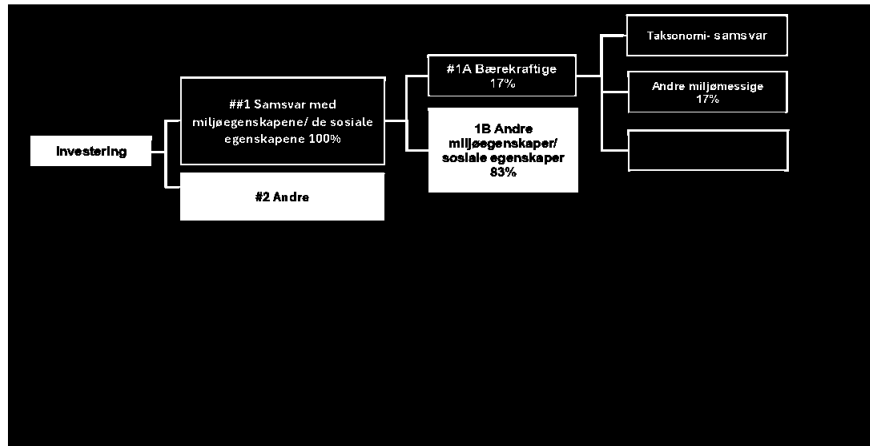 Taksonomi- samsvar
#1A Bærekraftige
17%
Andre miljømessige
17%
##1 Samsvar med
miljøegenskapene/ de sosiale
egenskapene 100%
1B Andre
miljøegenskaper/
sosiale egenskaper
83%
Investering
#2 Andre